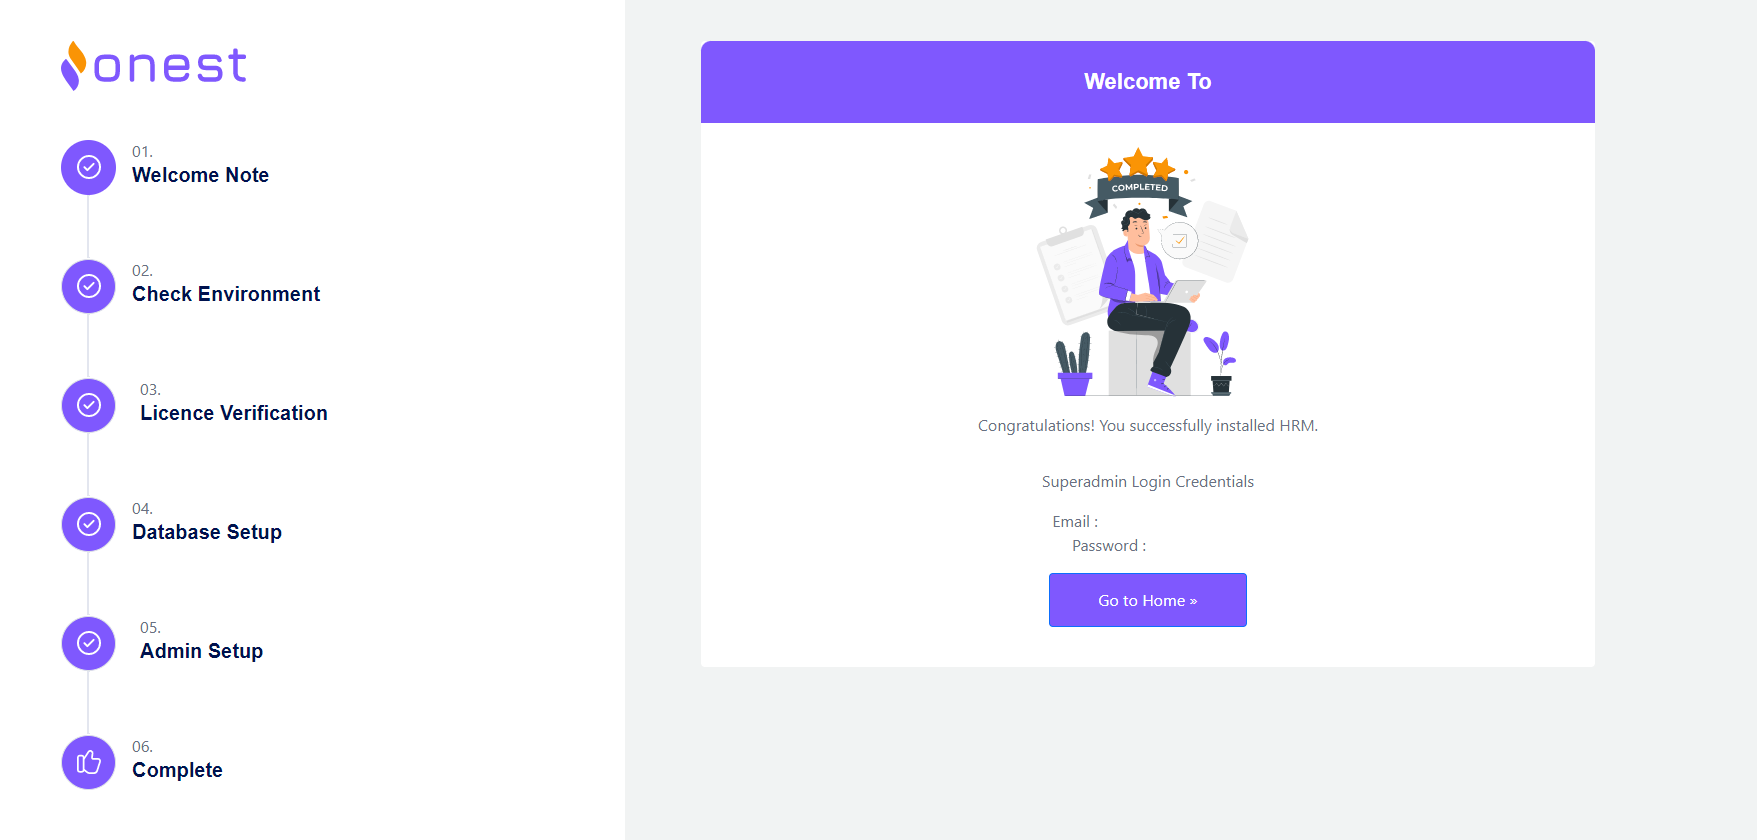 onest
01.
Welcome Note
02.
Check Environment
03.
Licence Verification
04.
Database Setup
05.
Admin Setup
06.
Complete
Welcome To
COMPLETED
Congratulations! You successfully installed HRM.
Superadmin Login Credentials
Email :
Password :
Go to Home »